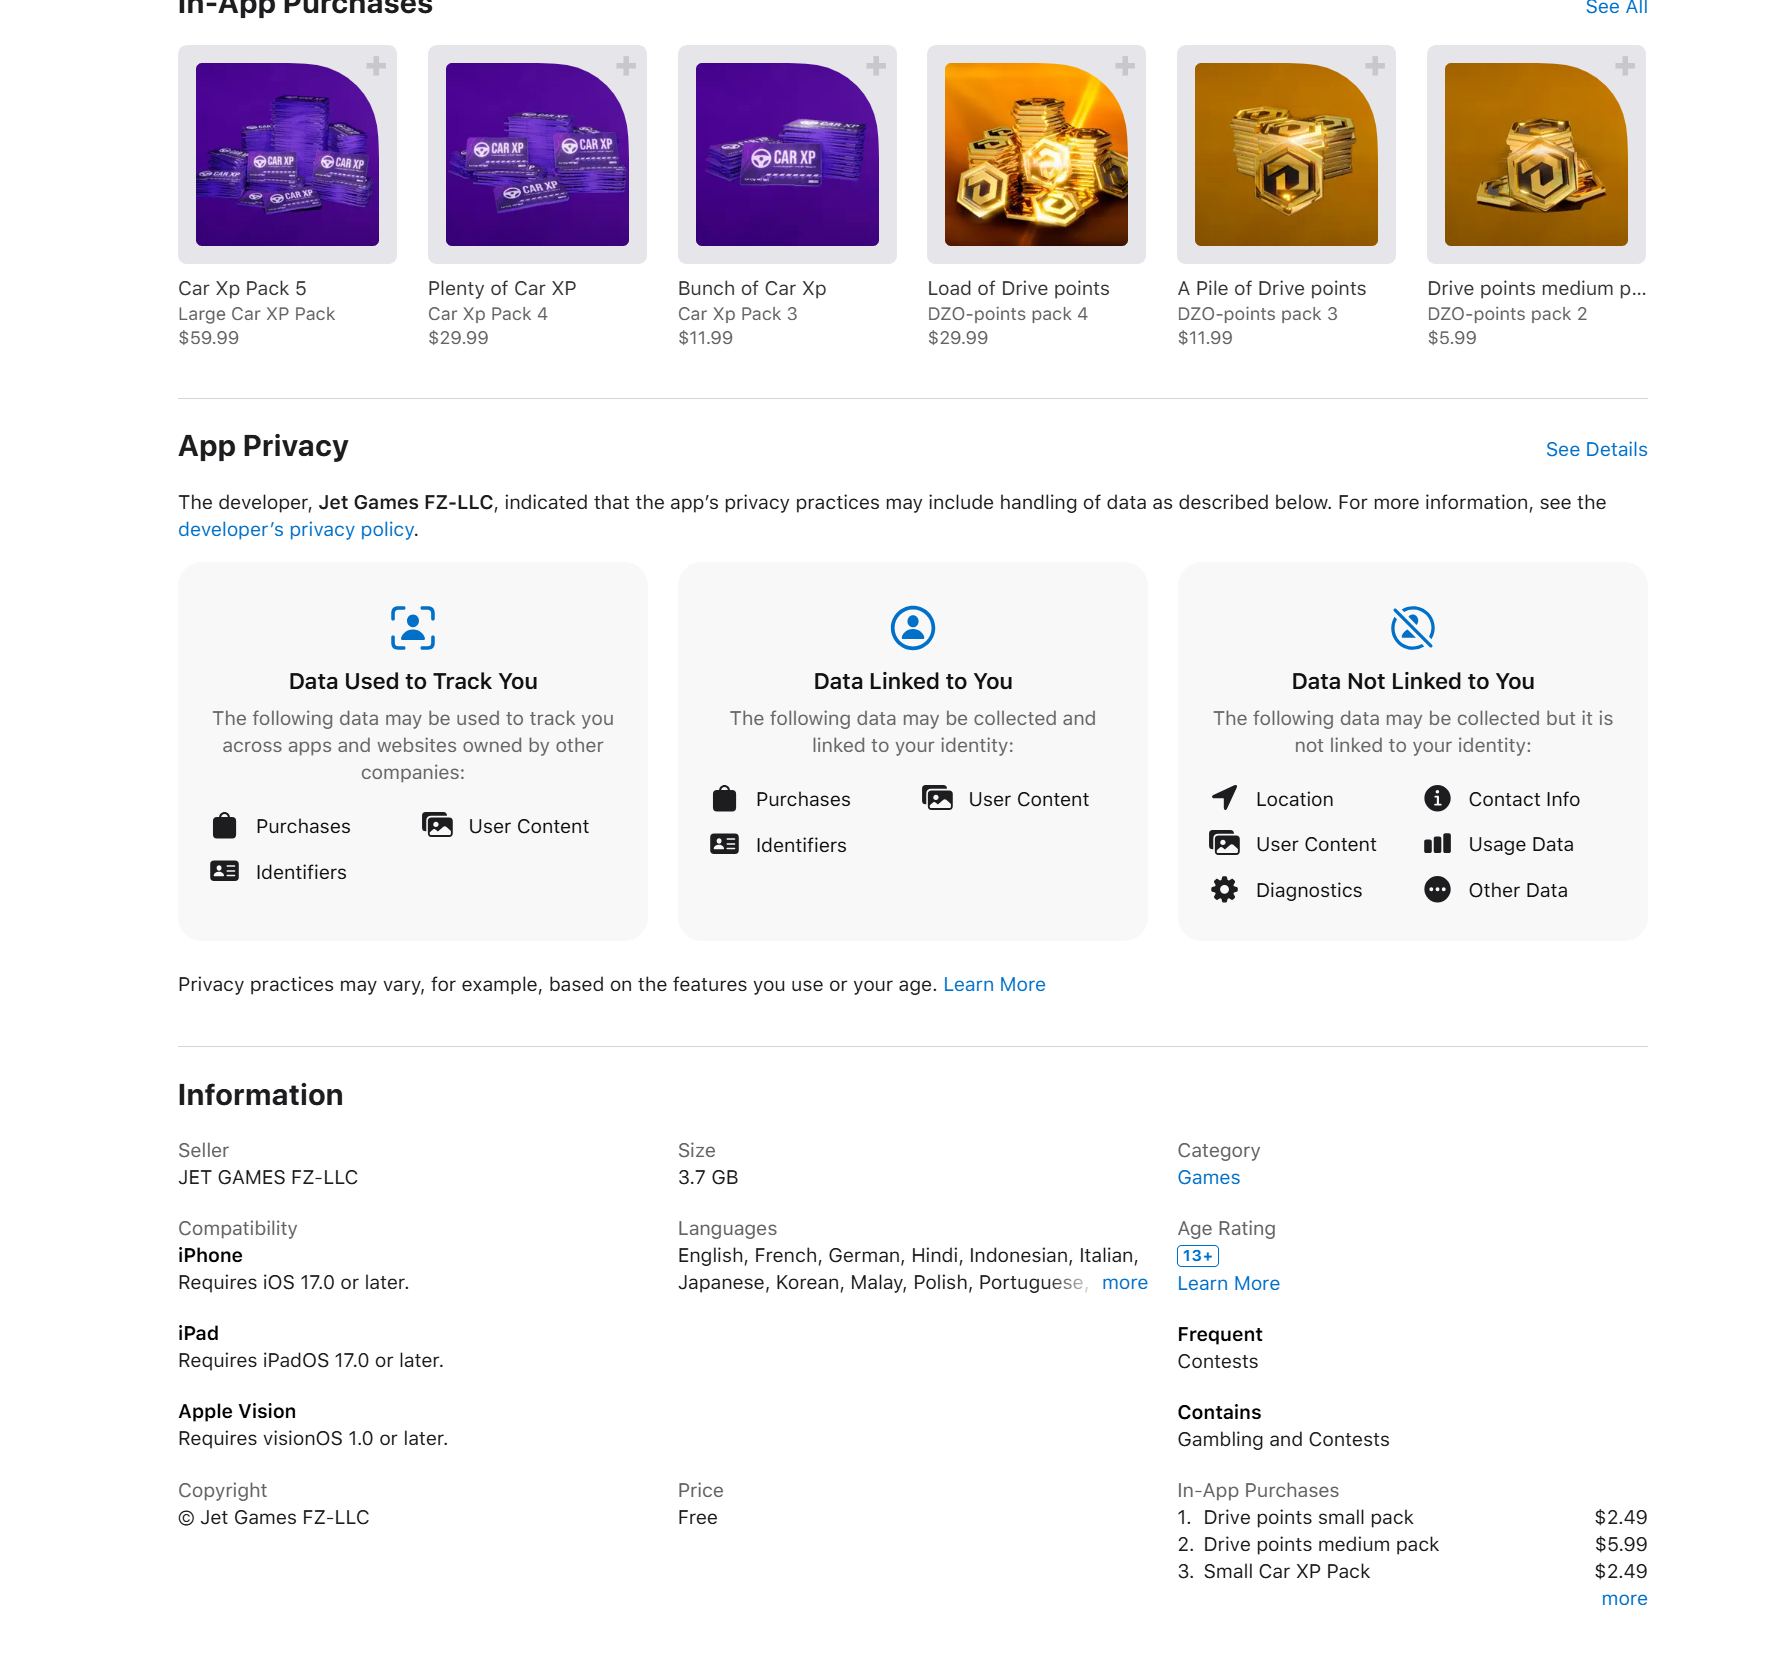 In-App Purchases
See All
CAR XP
CAR XP
CAR XP
CAR XP
CAR XP
CAR XP
CAR XP
CAR XP
CAR XP
CAR XP
Car Xp Pack 5
Large Car XP Pack
$59.99
Plenty of Car XP
Car Xp Pack 4
$29.99
Bunch of Car Xp
Car Xp Pack 3
$11.99
Load of Drive points
DZO-points pack 4
$29.99
A Pile of Drive points
DZO-points pack 3
$11.99
Drive points medium p...
DZO-points pack 2
$5.99
App Privacy
See Details
The developer, Jet Games FZ-LLC, indicated that the app’s privacy practices may include handling of data as described below. For more information, see the
developer’s privacy policy.
Data Used to Track You
The following data may be used to track you
across apps and websites owned by other
companies:
Purchases
User Content
Identifiers
Data Linked to You
The following data may be collected and
linked to your identity:
Purchases
User Content
Identifiers
Data Not Linked to You
The following data may be collected but it is
not linked to your identity:
Location
Contact Info
User Content
Usage Data
Diagnostics
Other Data
Privacy practices may vary, for example, based on the features you use or your age. Learn More
Information
Seller
JET GAMES FZ-LLC
Size
3.7 GB
Category
Games
Compatibility
iPhone
Requires iOS 17.0 or later.
iPad
Requires iPadOS 17.0 or later.
Apple Vision
Requires visionOS 1.0 or later.
Languages
English, French, German, Hindi, Indonesian, Italian,
Japanese, Korean, Malay, Polish, Portuguese, more
Age Rating
13+
Learn More
Frequent
Contests
Contains
Gambling and Contests
Copyright
© Jet Games FZ-LLC
Price
Free
In-App Purchases
1. Drive points small pack $2.49
2. Drive points medium pack $5.99
3. Small Car XP Pack $2.49
more